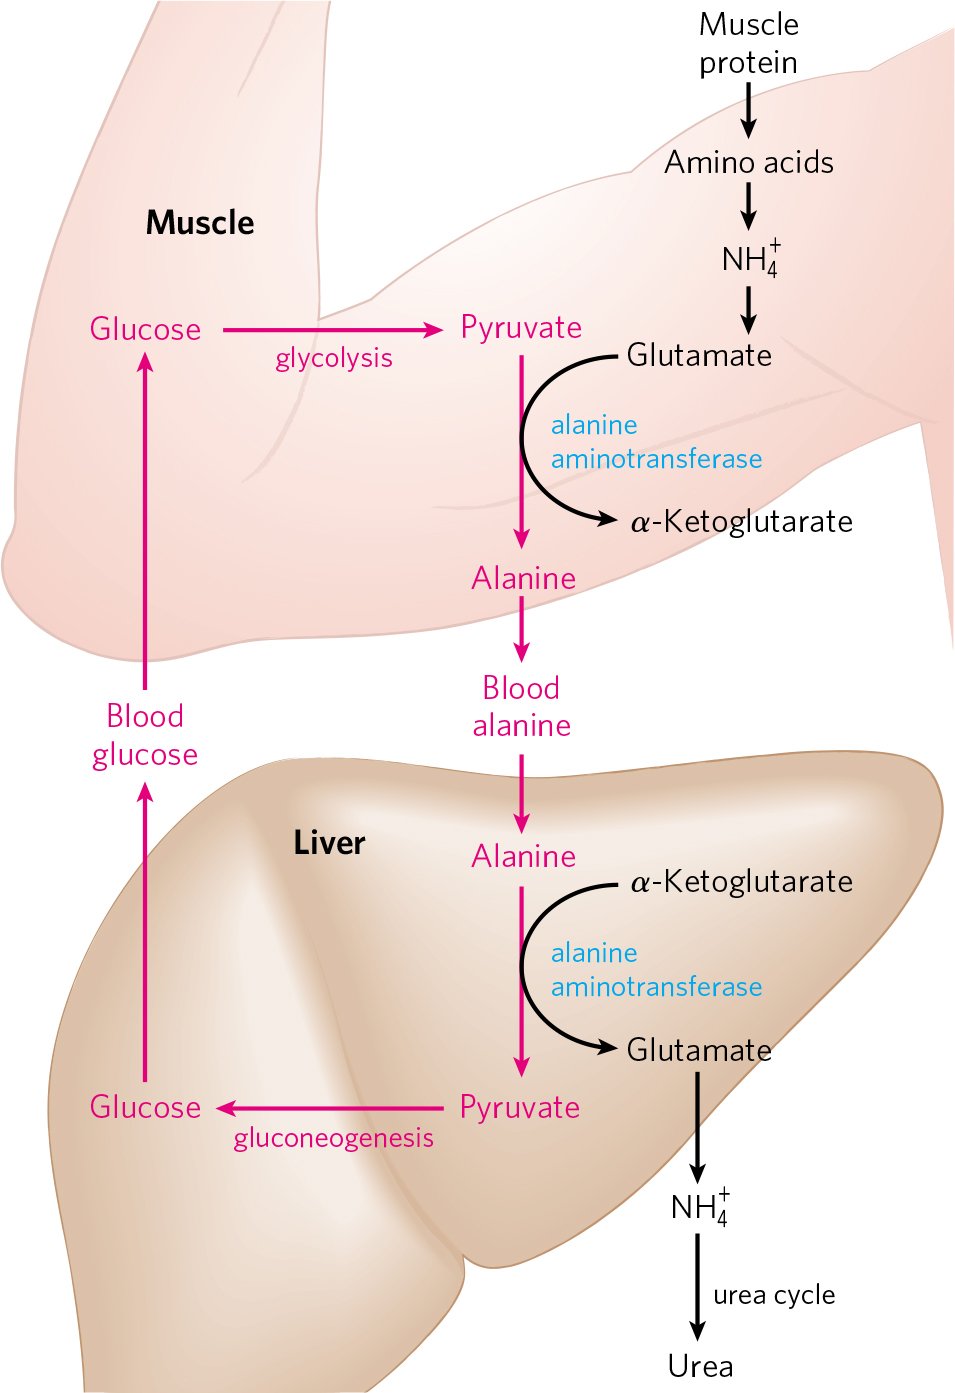 Muscle
protein
Amino acids
Muscle
NH₄⁺
Glucose
Pyruvate
glycolysis
Glutamate
alanine
aminotransferase
α-Ketoglutarate
Alanine
Blood
alanine
Blood
glucose
Liver
Alanine
α-Ketoglutarate
alanine
aminotransferase
Glutamate
Glucose
Pyruvate
gluconeogenesis
NH₄⁺
urea cycle
Urea